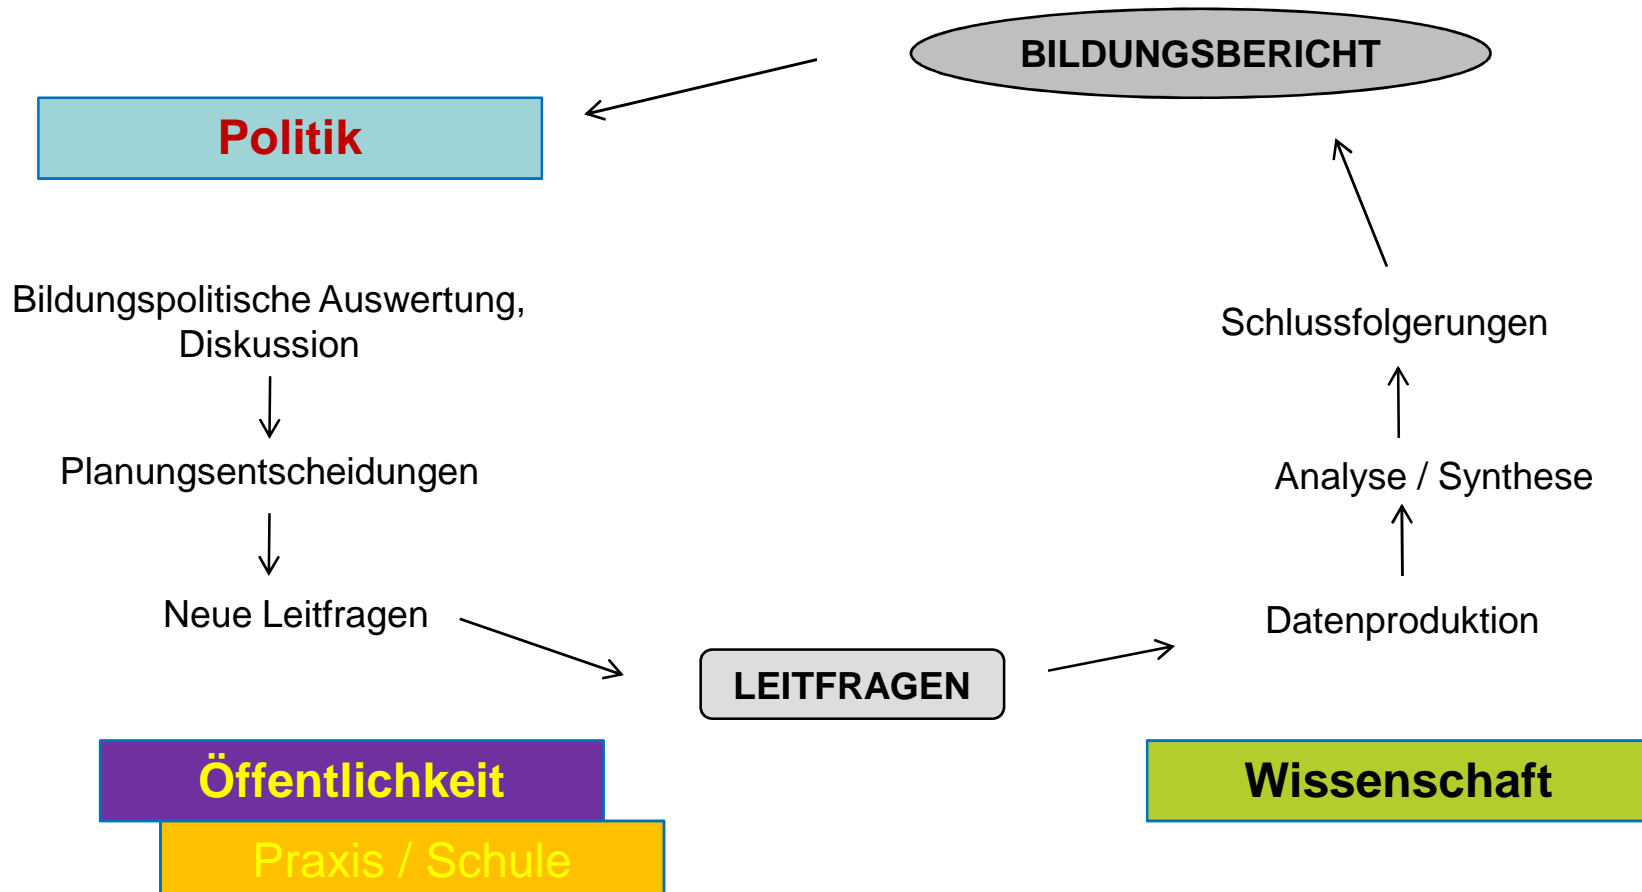 BILDUNGSBERICHT
Politik
Bildungspolitische Auswertung,
Diskussion
Planungsentscheidungen
Neue Leitfragen
LEITFRAGEN
Schlussfolgerungen
Analyse / Synthese
Datenproduktion
Öffentlichkeit
Praxis / Schule
Wissenschaft